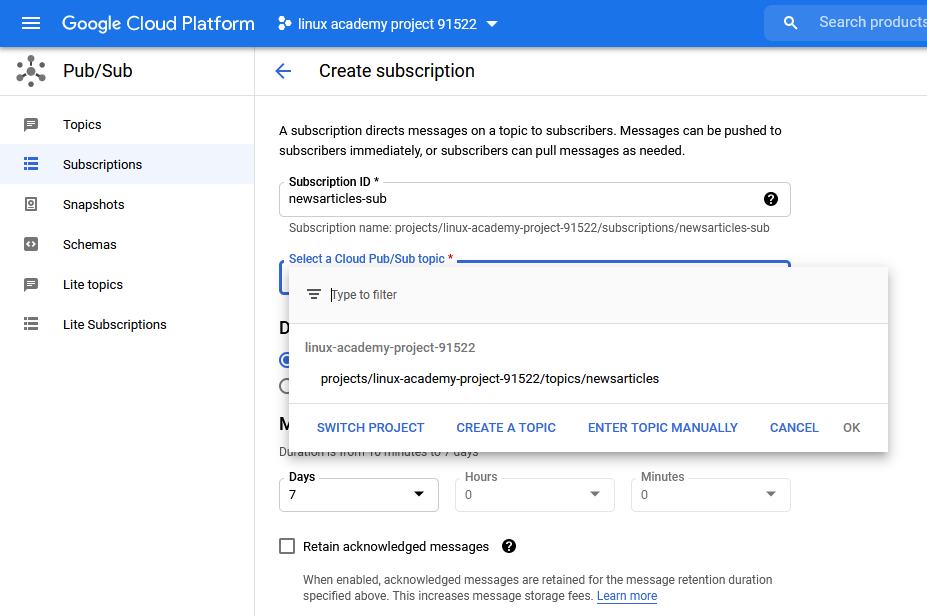 Google Cloud Platform
linux academy project 91522
Search products
Pub/Sub
Create subscription
Topics
Subscriptions
Snapshots
Schemas
Lite topics
Lite Subscriptions
A subscription directs messages on a topic to subscribers. Messages can be pushed to
subscribers immediately, or subscribers can pull messages as needed.
Subscription ID *
newsarticles-sub
Subscription name: projects/linux-academy-project-91522/subscriptions/newsarticles-sub
Select a Cloud Pub/Sub topic *
Type to filter
D
linux-academy-project-91522
projects/linux-academy-project-91522/topics/newsarticles
M
SWITCH PROJECT
CREATE A TOPIC
ENTER TOPIC MANUALLY
CANCEL
OK
Duration is from 10 minutes to 7 days
Days
7
Hours
0
Minutes
0
Retain acknowledged messages
When enabled, acknowledged messages are retained for the message retention duration
specified above. This increases message storage fees. Learn more